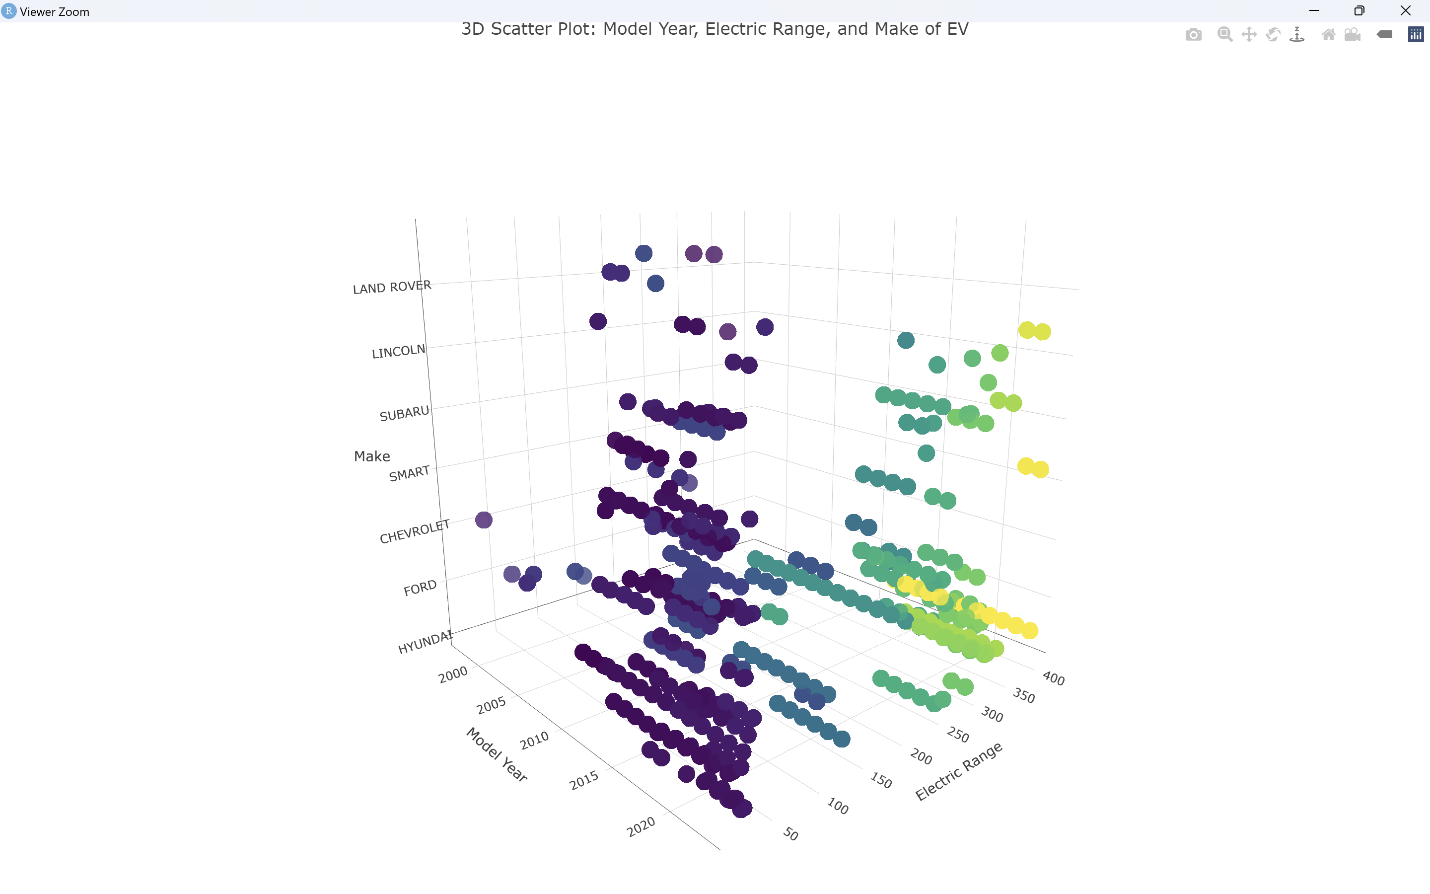 R Viewer Zoom
3D Scatter Plot: Model Year, Electric Range, and Make of EV
LAND ROVER
LINCOLN
SUBARU
Make
SMART
CHEVROLET
FORD
HYUNDAI
2000
2005
2010
2015
2020
Model Year
400
350
300
250
200
150
100
50
Electric Range